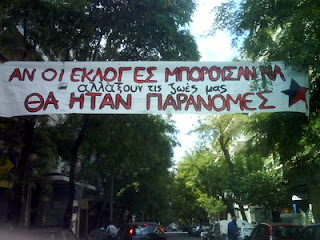 ΑΝ ΟΙ ΕΚΛΟΓΕΣ ΜΠΟΡΟΥΣΑΝ ΝΑ
αλλάξουν τις ζωές μας
ΘΑ ΗΤΑΝ ΠΑΡΑΝΟΜΕΣ